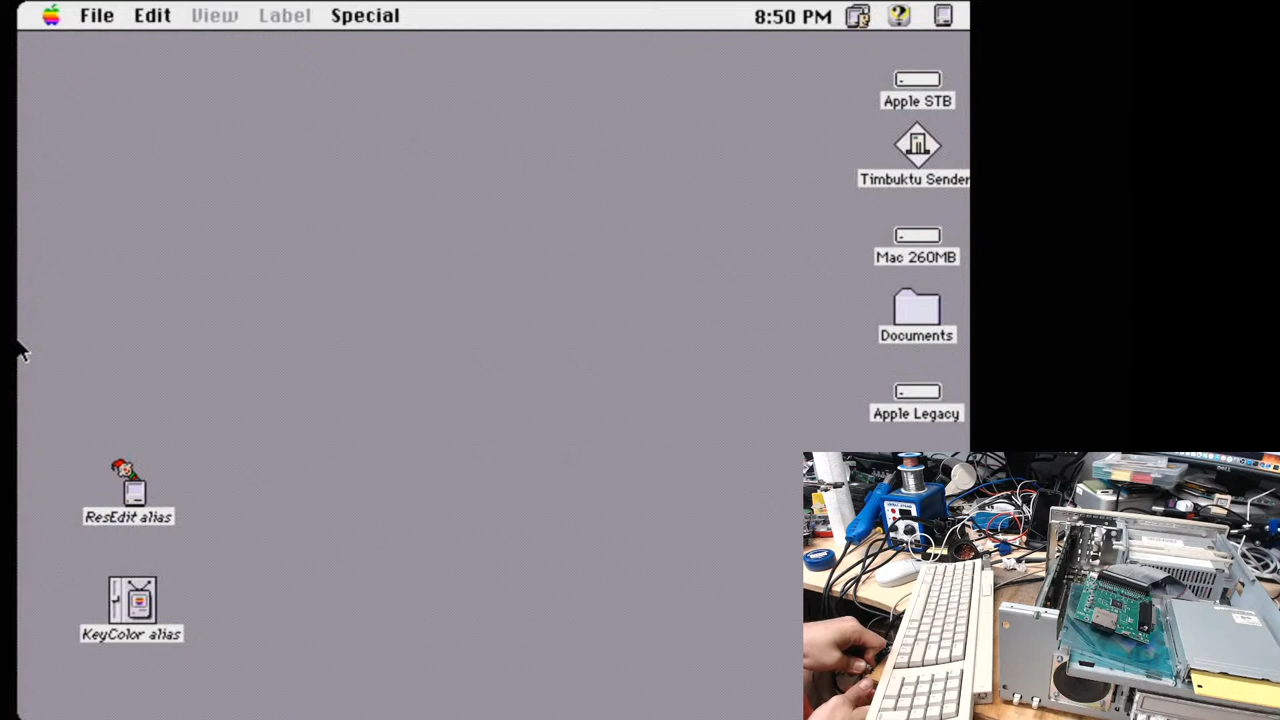 File Edit View Label Special 8:50 PM
Apple STB
Timbuktu Sender
Mac 260MB
Documents
Apple Legacy
ResEdit alias
KeyColor alias
DELL